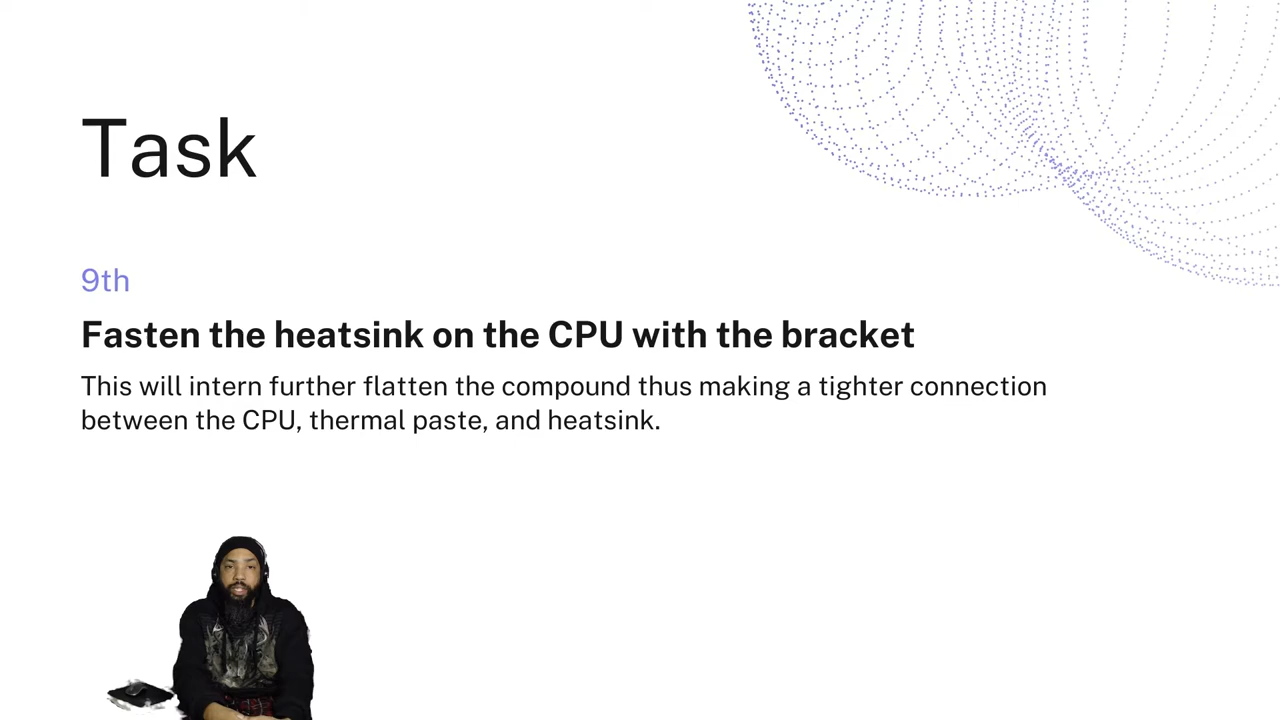 Task
9th
Fasten the heatsink on the CPU with the bracket
This will intern further flatten the compound thus making a tighter connection
between the CPU, thermal paste, and heatsink.